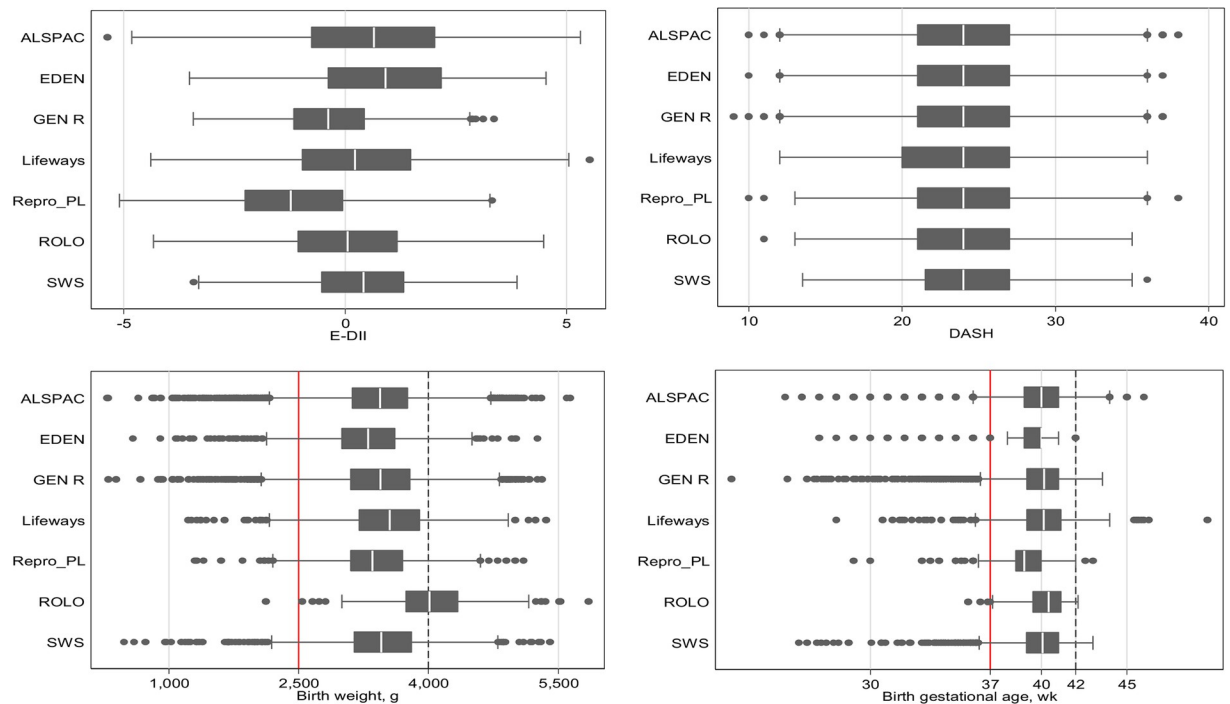 ALSPAC
EDEN
GEN R
Lifeways
Repro_PL
ROLO
SWS
-5 0 5
E-DII
ALSPAC
EDEN
GEN R
Lifeways
Repro_PL
ROLO
SWS
10 20 30 40
DASH
ALSPAC
EDEN
GEN R
Lifeways
Repro_PL
ROLO
SWS
1,000 2,500 4,000 5,500
Birth weight, g
ALSPAC
EDEN
GEN R
Lifeways
Repro_PL
ROLO
SWS
30 37 40 42 45
Birth gestational age, wk